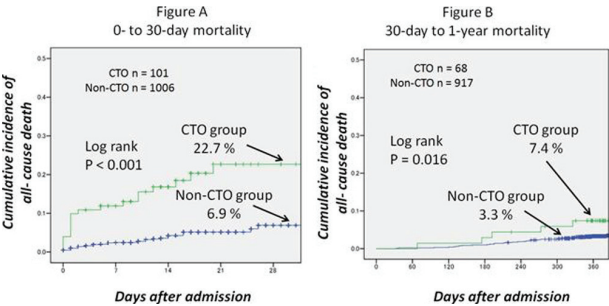 Figure A
0- to 30-day mortality
Cumulative incidence of
all- cause death
0.5
0.4
0.3
0.2
0.1
0.0
CTO n = 101
Non-CTO n = 1006
Log rank
P < 0.001
CTO group
22.7 %
Non-CTO group
6.9 %
0 7 14 21 28
Days after admission
Figure B
30-day to 1-year mortality
Cumulative incidence of
all- cause death
0.5
0.4
0.3
0.2
0.1
0.0
CTO n = 68
Non-CTO n = 917
Log rank
P = 0.016
CTO group
7.4 %
Non-CTO group
3.3 %
0 60 120 180 240 300 360
Days after admission